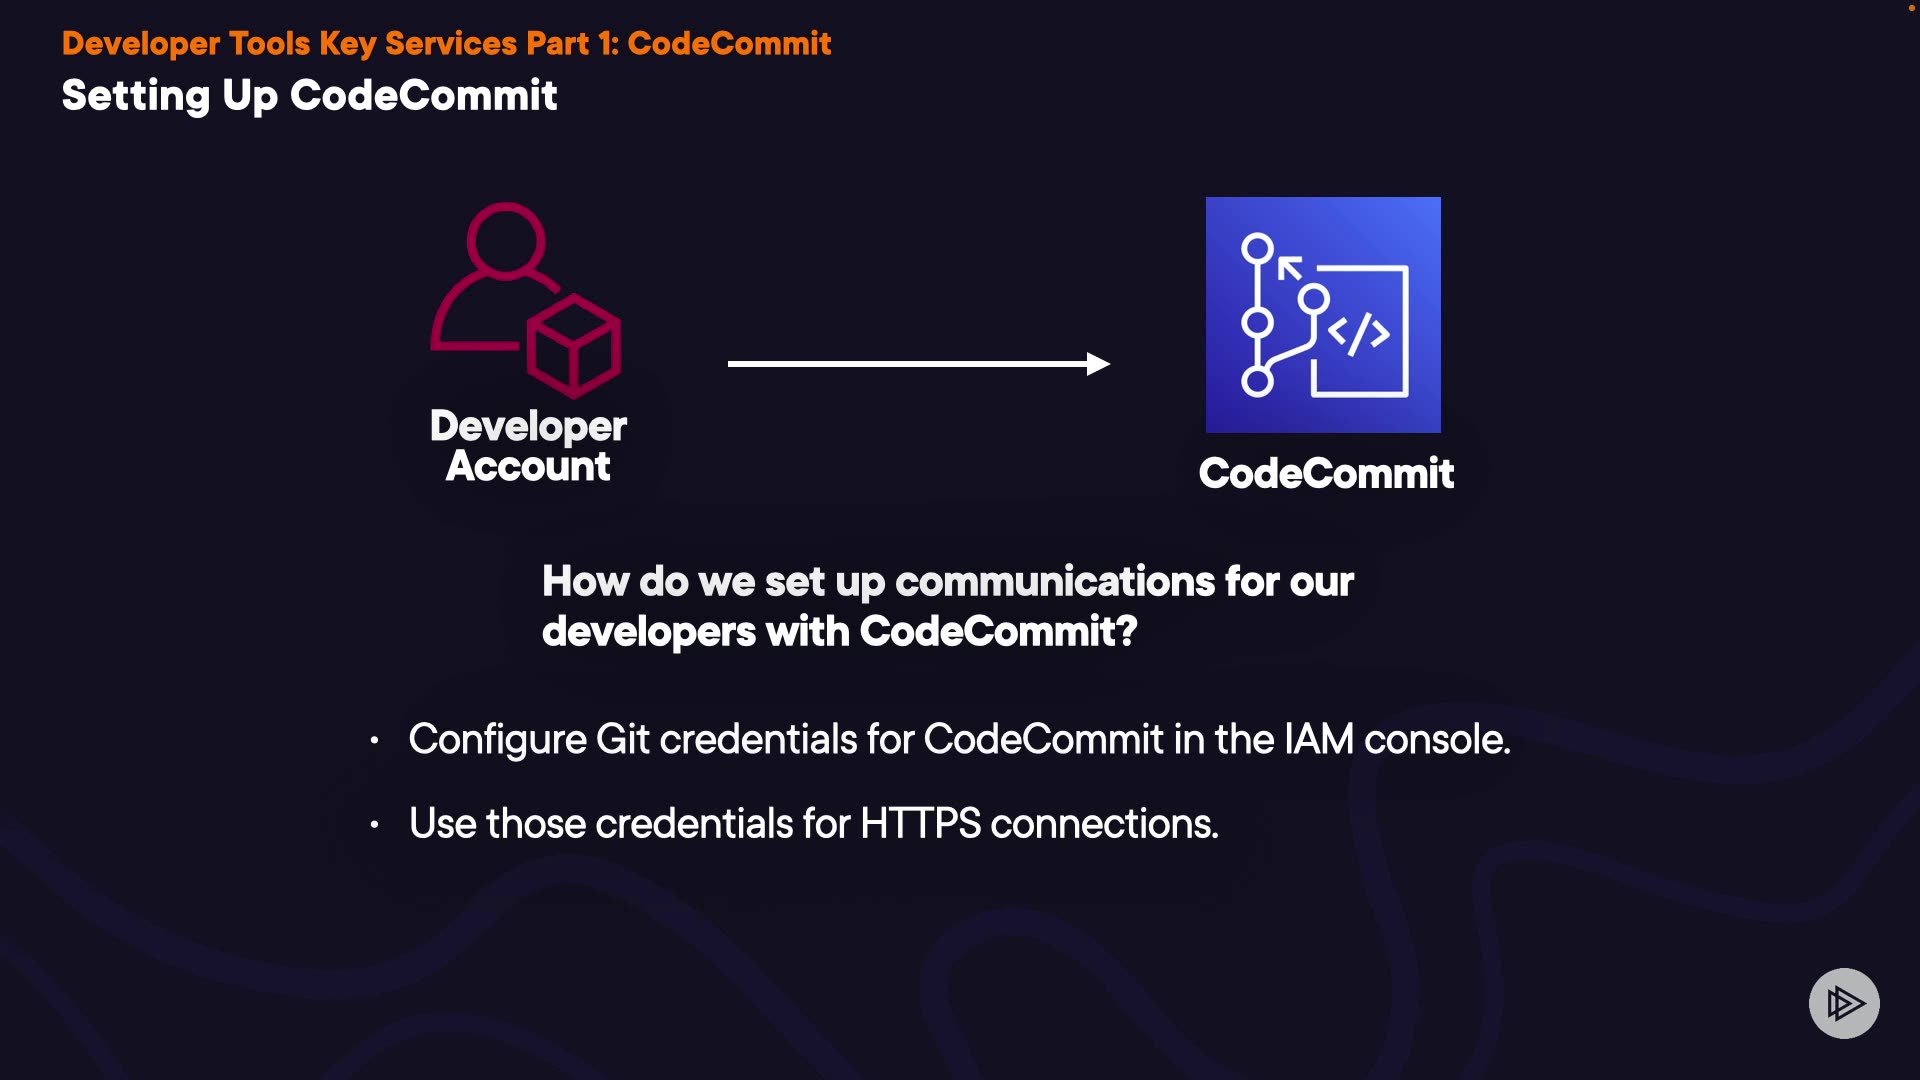 Developer Tools Key Services Part 1: CodeCommit
Setting Up CodeCommit
</>
Developer
Account
CodeCommit
How do we set up communications for our
developers with CodeCommit?
· Configure Git credentials for CodeCommit in the IAM console.
· Use those credentials for HTTPS connections.